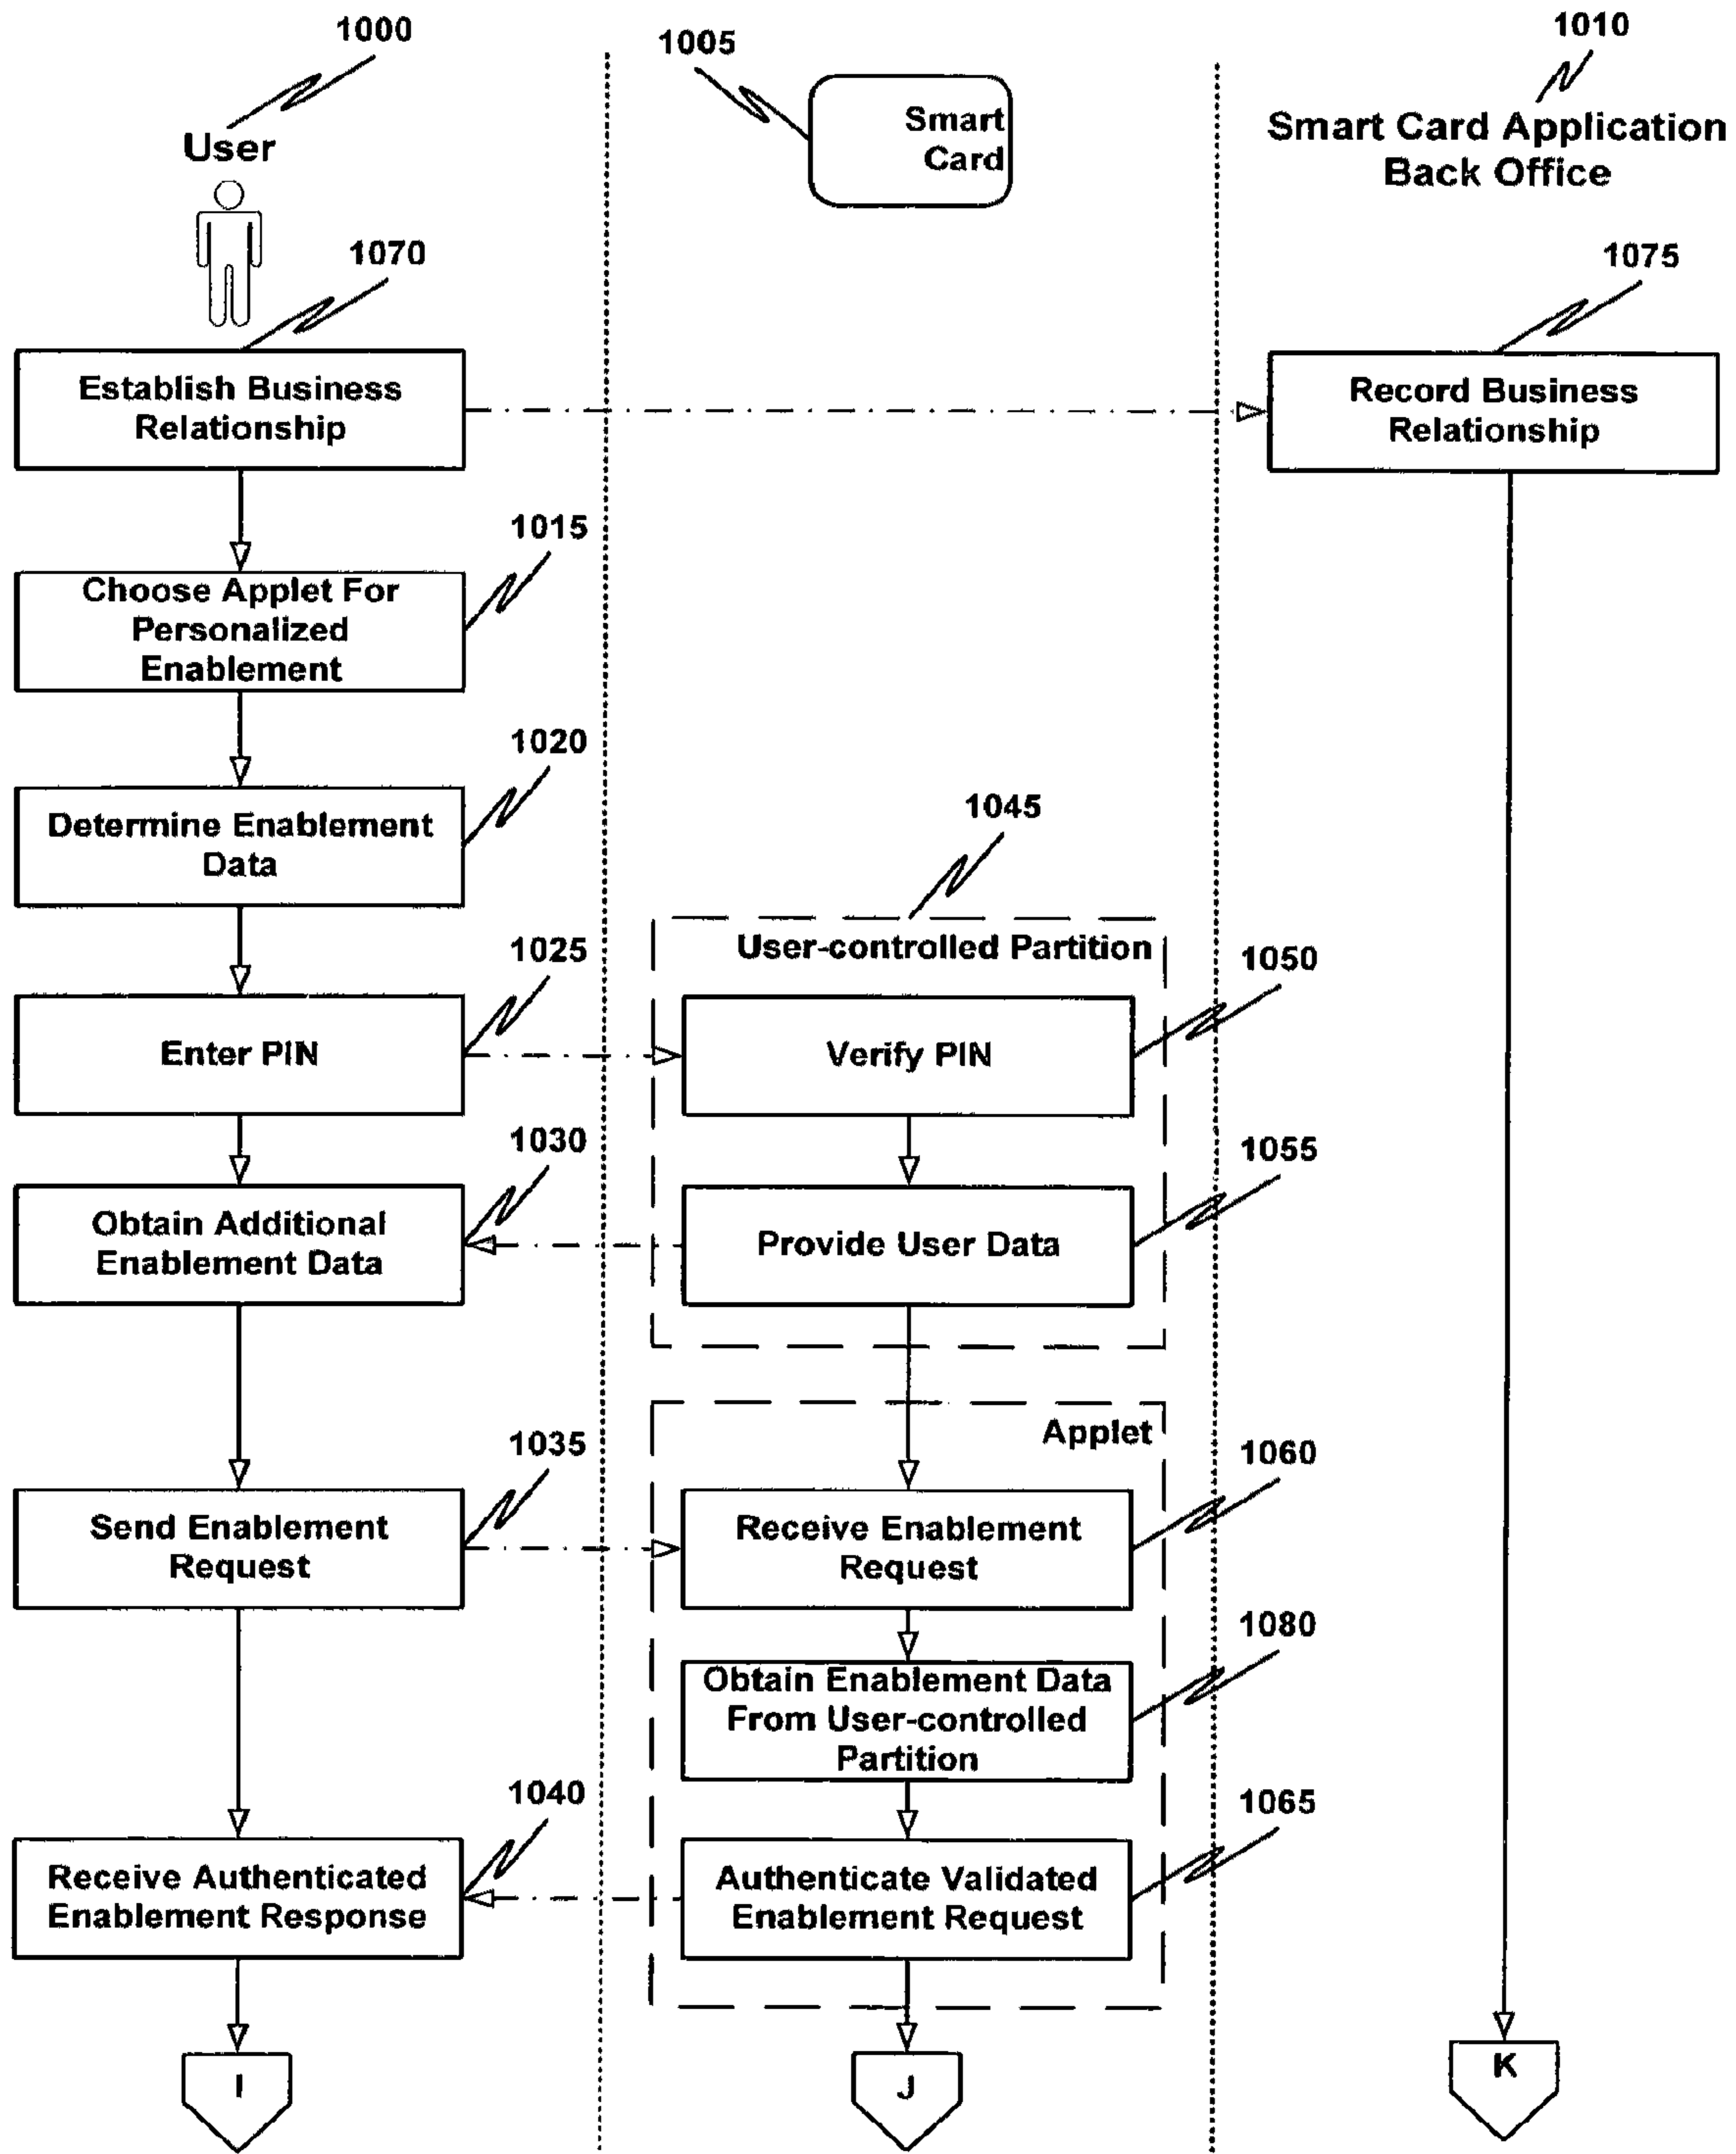 1000
1005
1010
User
Smart
Card
Smart Card Application
Back Office
1070
1075
Establish Business
Relationship
Record Business
Relationship
1015
Choose Applet For
Personalized
Enablement
1020
Determine Enablement
Data
1045
User-controlled Partition
1025
1050
Enter PIN
Verify PIN
1030
1055
Obtain Additional
Enablement Data
Provide User Data
Applet
1035
1060
Send Enablement
Request
Receive Enablement
Request
1080
Obtain Enablement Data
From User-controlled
Partition
1040
1065
Receive Authenticated
Enablement Response
Authenticate Validated
Enablement Request
I
J
K